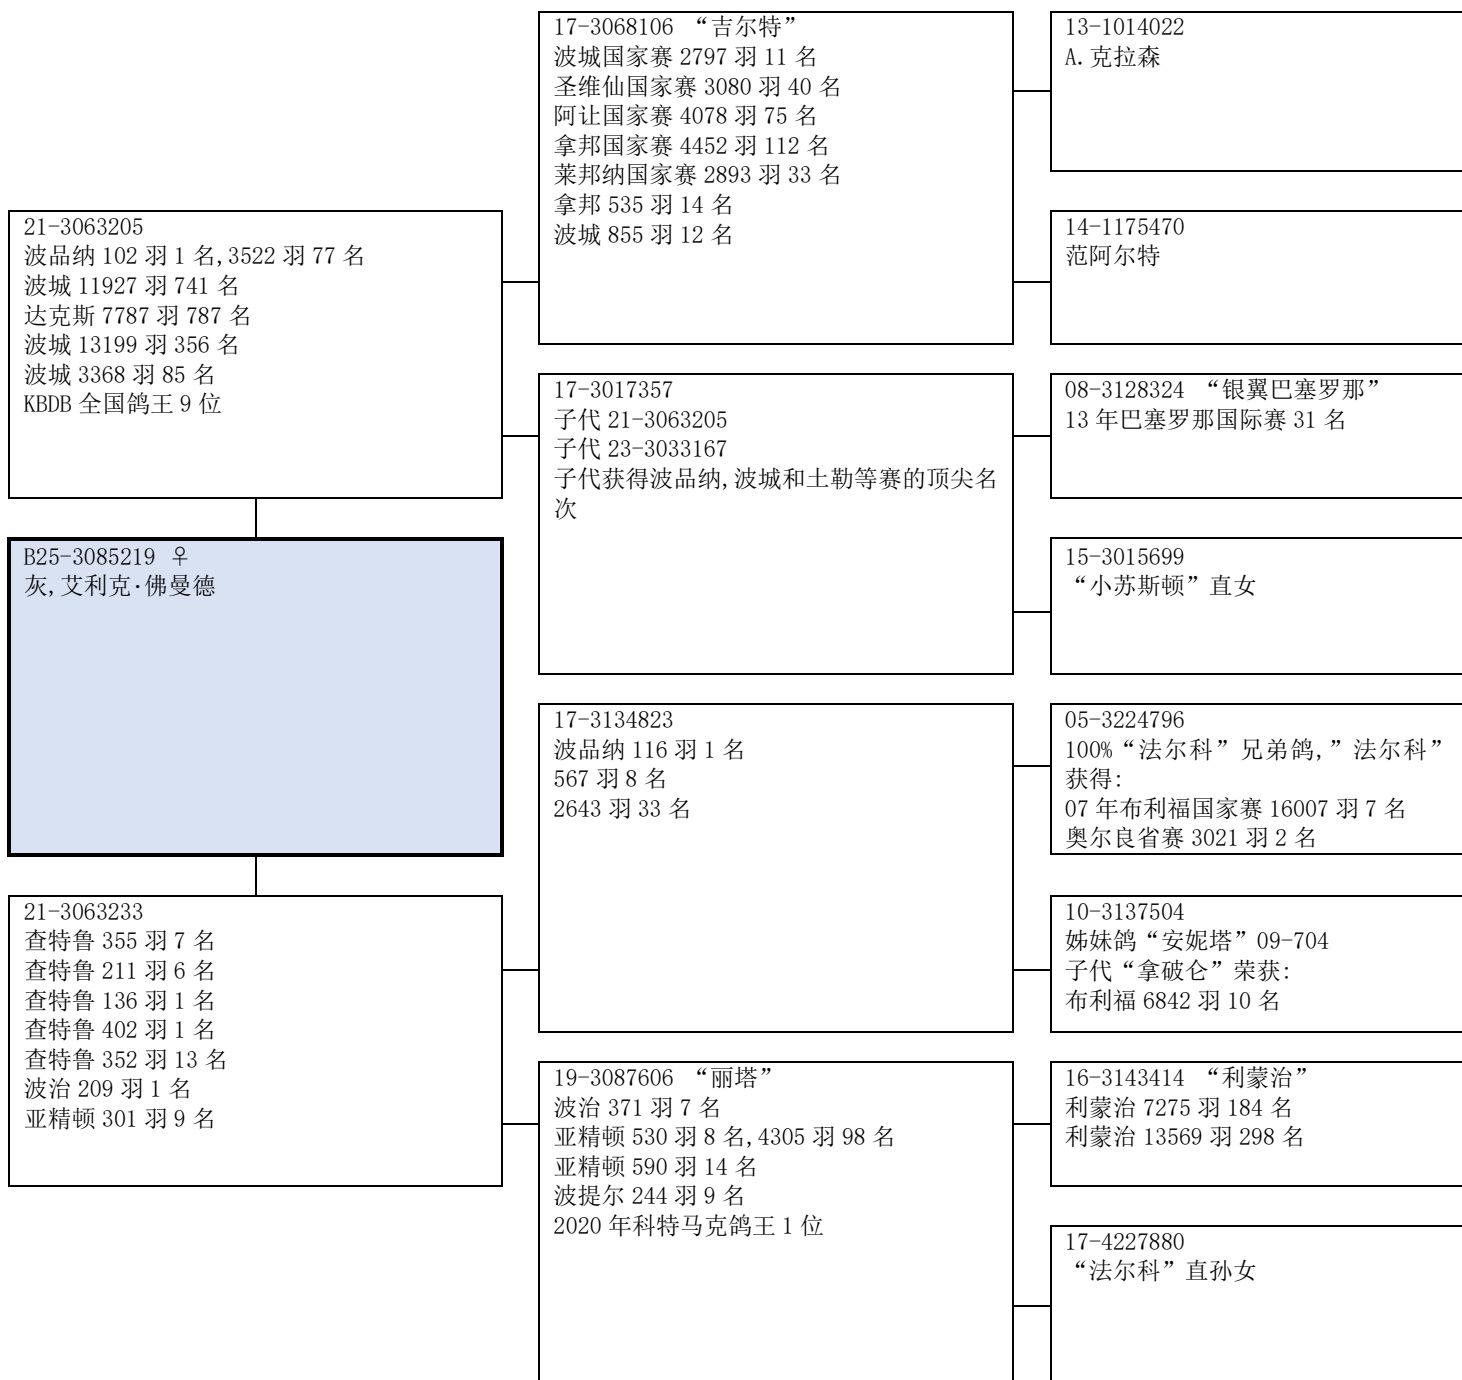 21-3063205
波品纳 102 羽 1 名,3522 羽 77 名
波城 11927 羽 741 名
达克斯 7787 羽 787 名
波城 13199 羽 356 名
波城 3368 羽 85 名
KBDB 全国鸽王 9 位
B25-3085219 ♀
灰,艾利克·佛曼德
21-3063233
查特鲁 355 羽 7 名
查特鲁 211 羽 6 名
查特鲁 136 羽 1 名
查特鲁 402 羽 1 名
查特鲁 352 羽 13 名
波治 209 羽 1 名
亚精顿 301 羽 9 名
17-3068106 “吉尔特”
波城国家赛 2797 羽 11 名
圣维仙国家赛 3080 羽 40 名
阿让国家赛 4078 羽 75 名
拿邦国家赛 4452 羽 112 名
莱邦纳国家赛 2893 羽 33 名
拿邦 535 羽 14 名
波城 855 羽 12 名
17-3017357
子代 21-3063205
子代 23-3033167
子代获得波品纳,波城和土勒等赛的顶尖名
次
17-3134823
波品纳 116 羽 1 名
567 羽 8 名
2643 羽 33 名
19-3087606 “丽塔”
波治 371 羽 7 名
亚精顿 530 羽 8 名,4305 羽 98 名
亚精顿 590 羽 14 名
波提尔 244 羽 9 名
2020 年科特马克鸽王 1 位
13-1014022
A.克拉森
14-1175470
范阿尔特
08-3128324 “银翼巴塞罗那”
13 年巴塞罗那国际赛 31 名
15-3015699
“小苏斯顿”直女
05-3224796
100%“法尔科”兄弟鸽,”法尔科”
获得:
07 年布利福国家赛 16007 羽 7 名
奥尔良省赛 3021 羽 2 名
10-3137504
姊妹鸽“安妮塔”09-704
子代“拿破仑”荣获:
布利福 6842 羽 10 名
16-3143414 “利蒙治”
利蒙治 7275 羽 184 名
利蒙治 13569 羽 298 名
17-4227880
“法尔科”直孙女